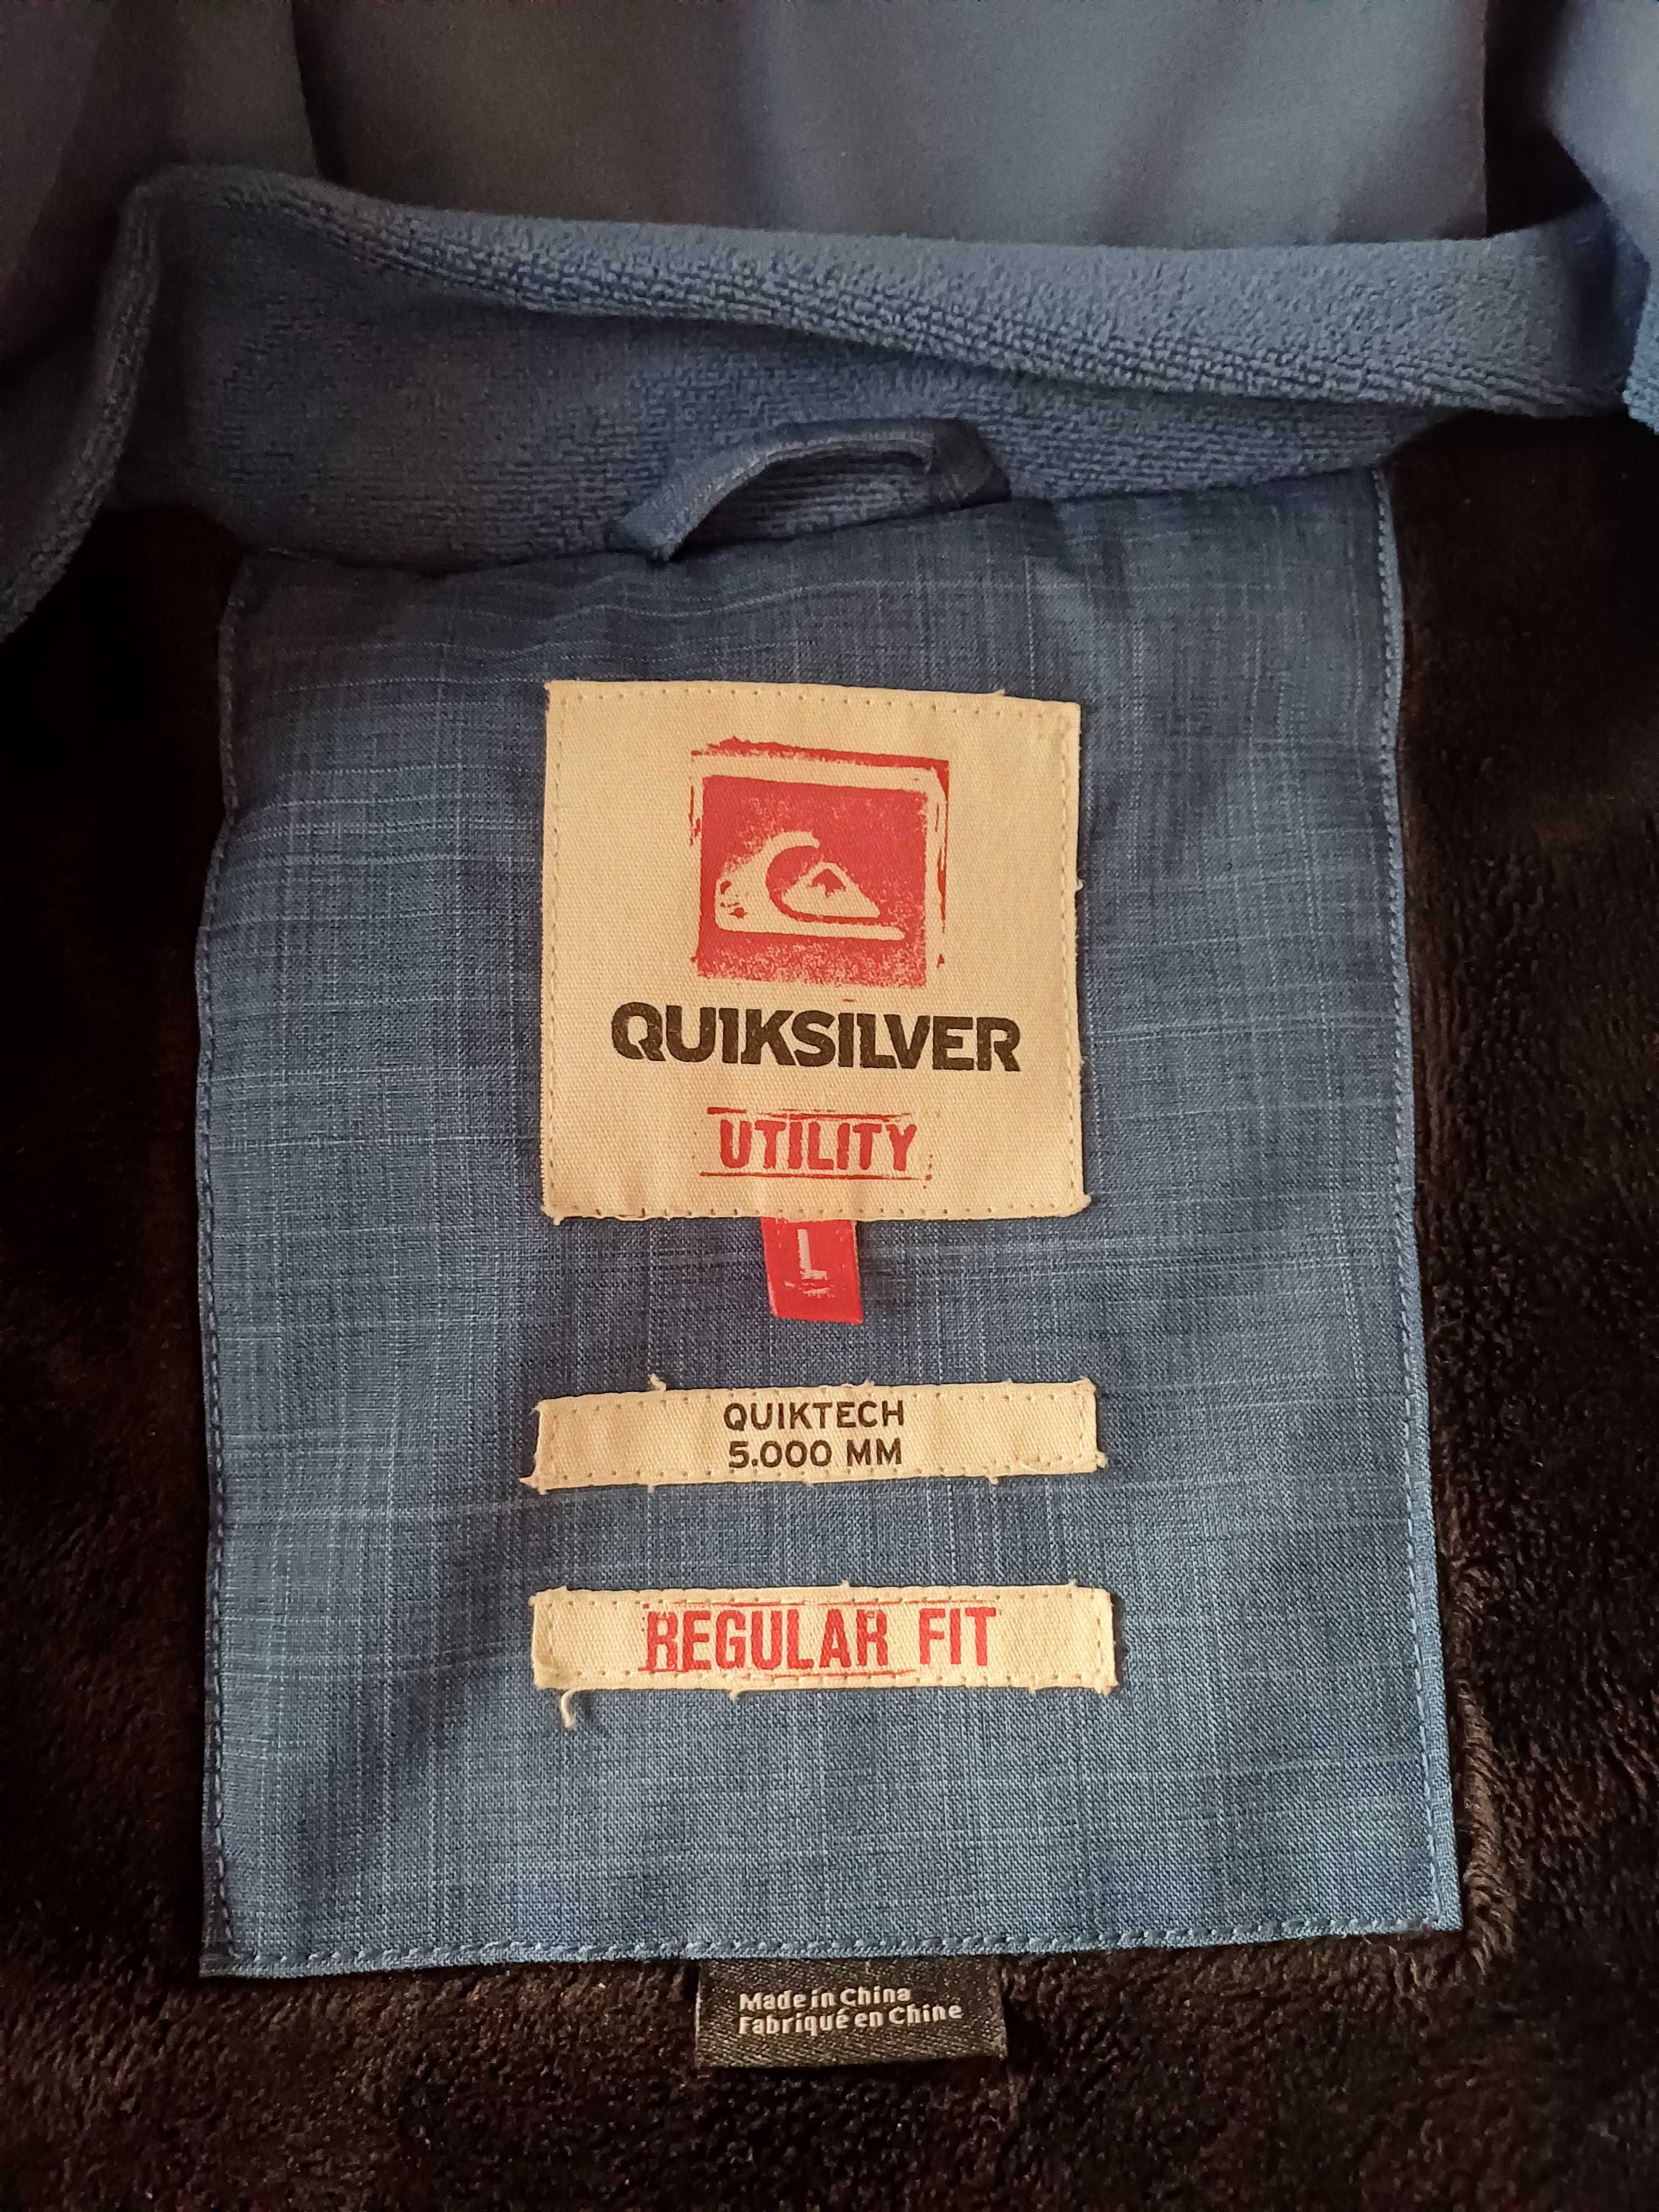 QUIKSILVER
UTILITY
L
QUIKTECH
5.000 MM
REGULAR FIT
Made in China
Fabriqué en Chine